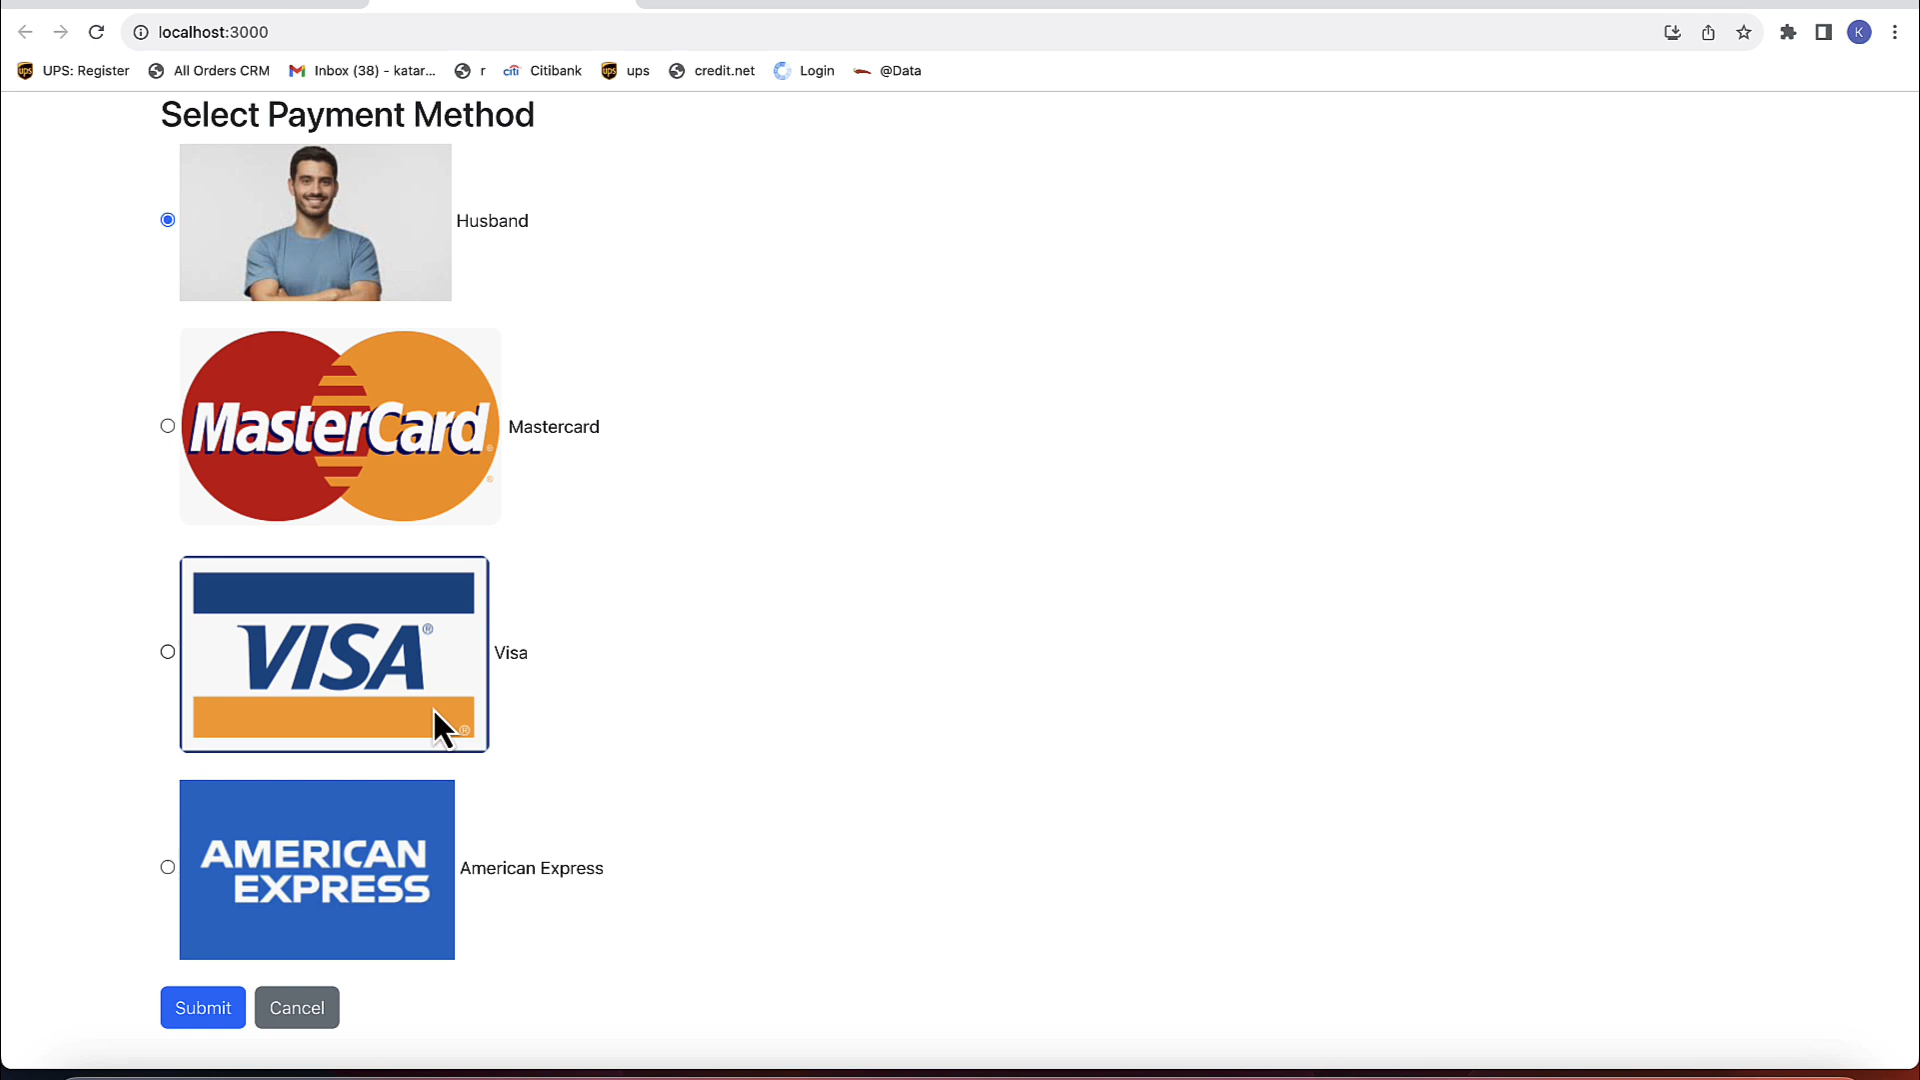 localhost:3000
UPS: Register All Orders CRM Inbox (38) - katar... r citi Citibank ups credit.net Login @Data
K
Select Payment Method
Husband
MasterCard
Mastercard
VISA®
Visa
AMERICAN
EXPRESS
American Express
Submit Cancel